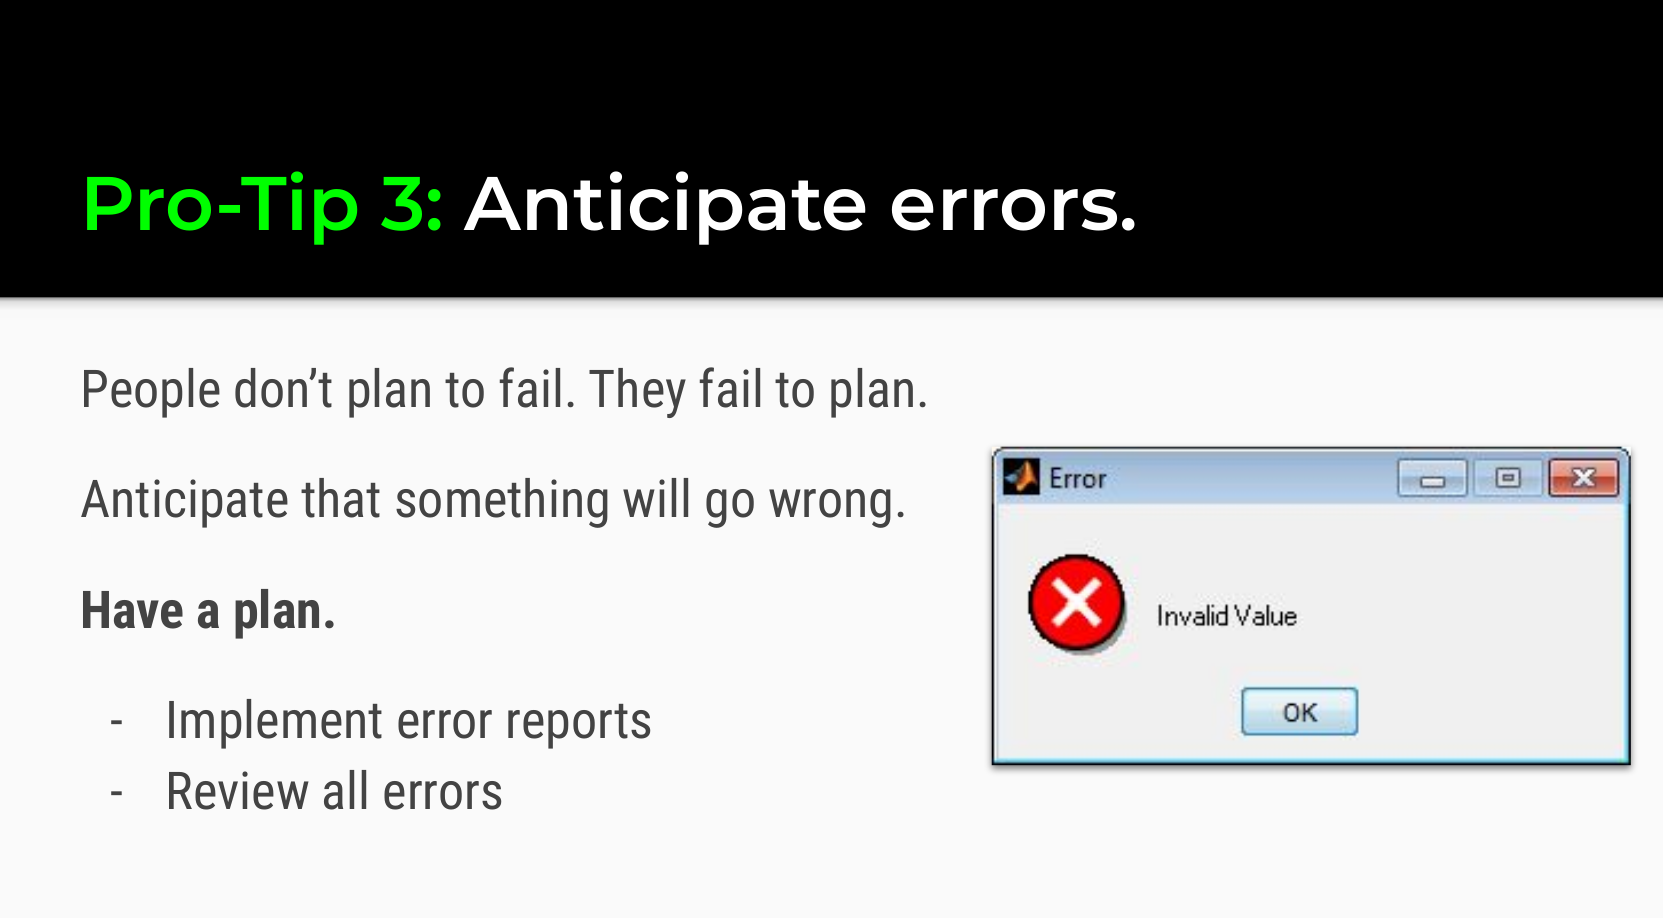 Pro-Tip 3: Anticipate errors.
People don’t plan to fail. They fail to plan.
Anticipate that something will go wrong.
Have a plan.
- Implement error reports
- Review all errors
Error
Invalid Value
OK